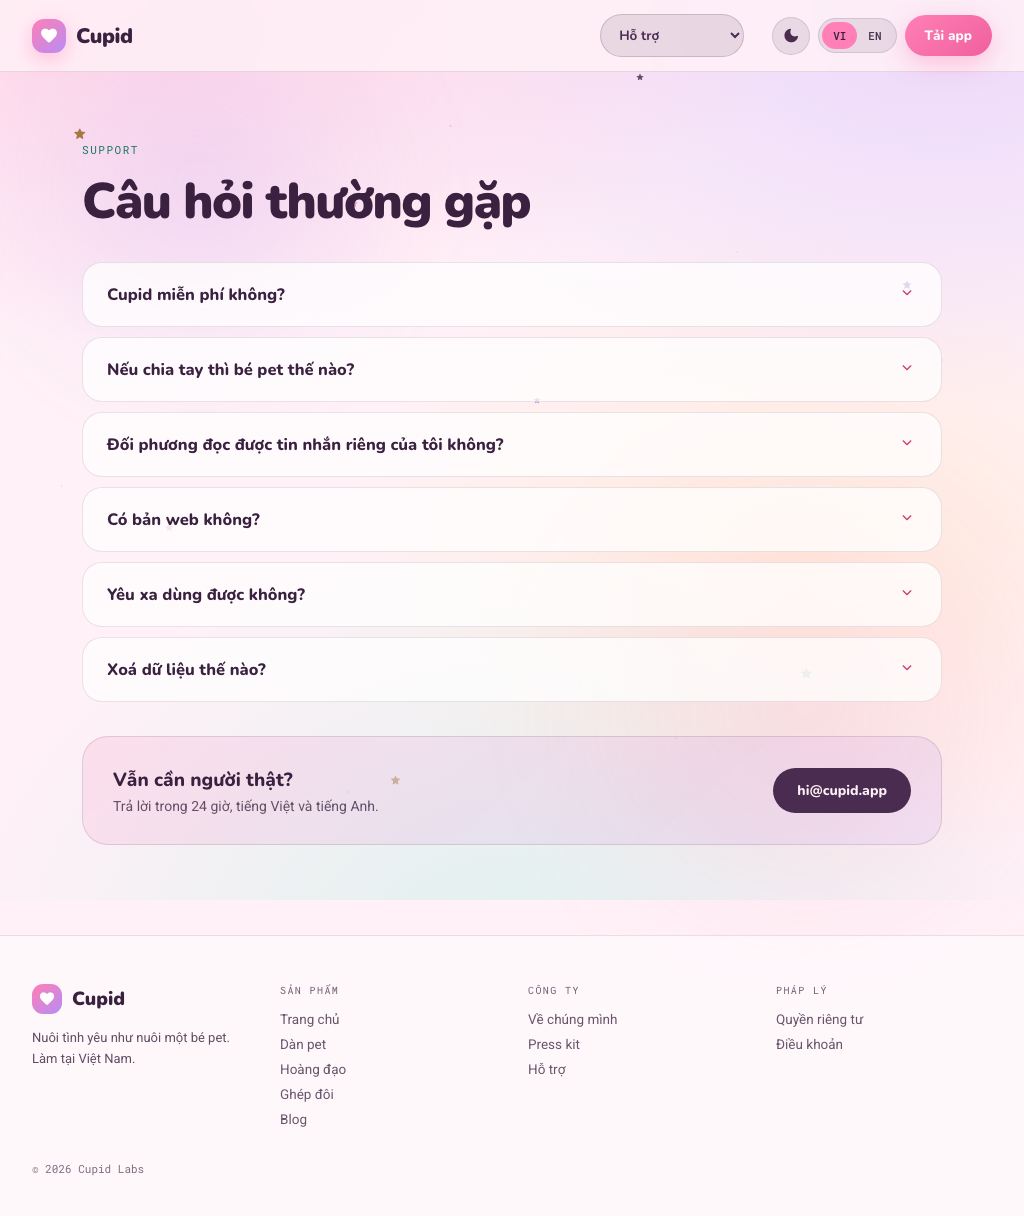 Cupid
Hỗ trợ
VI
EN
Tải app
SUPPORT
Câu hỏi thường gặp
Cupid miễn phí không?
Nếu chia tay thì bé pet thế nào?
Đối phương đọc được tin nhắn riêng của tôi không?
Có bản web không?
Yêu xa dùng được không?
Xoá dữ liệu thế nào?
Vẫn cần người thật?
Trả lời trong 24 giờ, tiếng Việt và tiếng Anh.
hi@cupid.app
Cupid
Nuôi tình yêu như nuôi một bé pet.
Làm tại Việt Nam.
SẢN PHẨM
Trang chủ
Dàn pet
Hoàng đạo
Ghép đôi
Blog
CÔNG TY
Về chúng mình
Press kit
Hỗ trợ
PHÁP LÝ
Quyền riêng tư
Điều khoản
© 2026 Cupid Labs